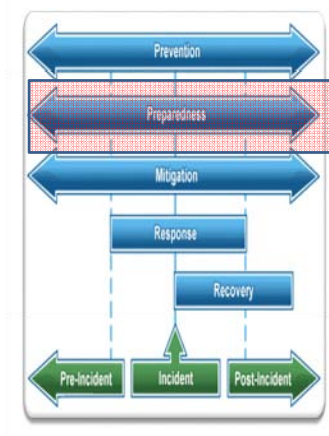 Prevention
Preparedness
Mitigation
Response
Recovery
Pre-Incident Incident Post-Incident